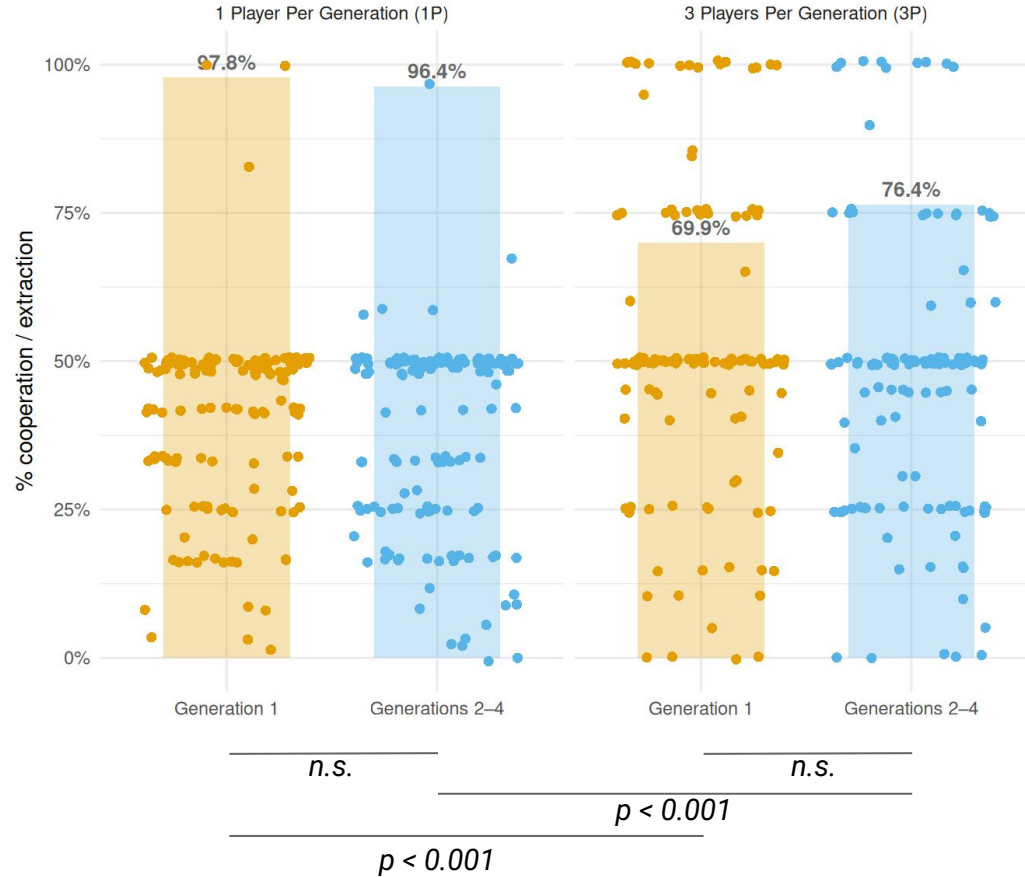 1 Player Per Generation (1P)
3 Players Per Generation (3P)
% cooperation / extraction
100%
75%
50%
25%
0%
97.8%
96.4%
69.9%
76.4%
Generation 1
Generations 2–4
Generation 1
Generations 2–4
n.s.
n.s.
p < 0.001
p < 0.001